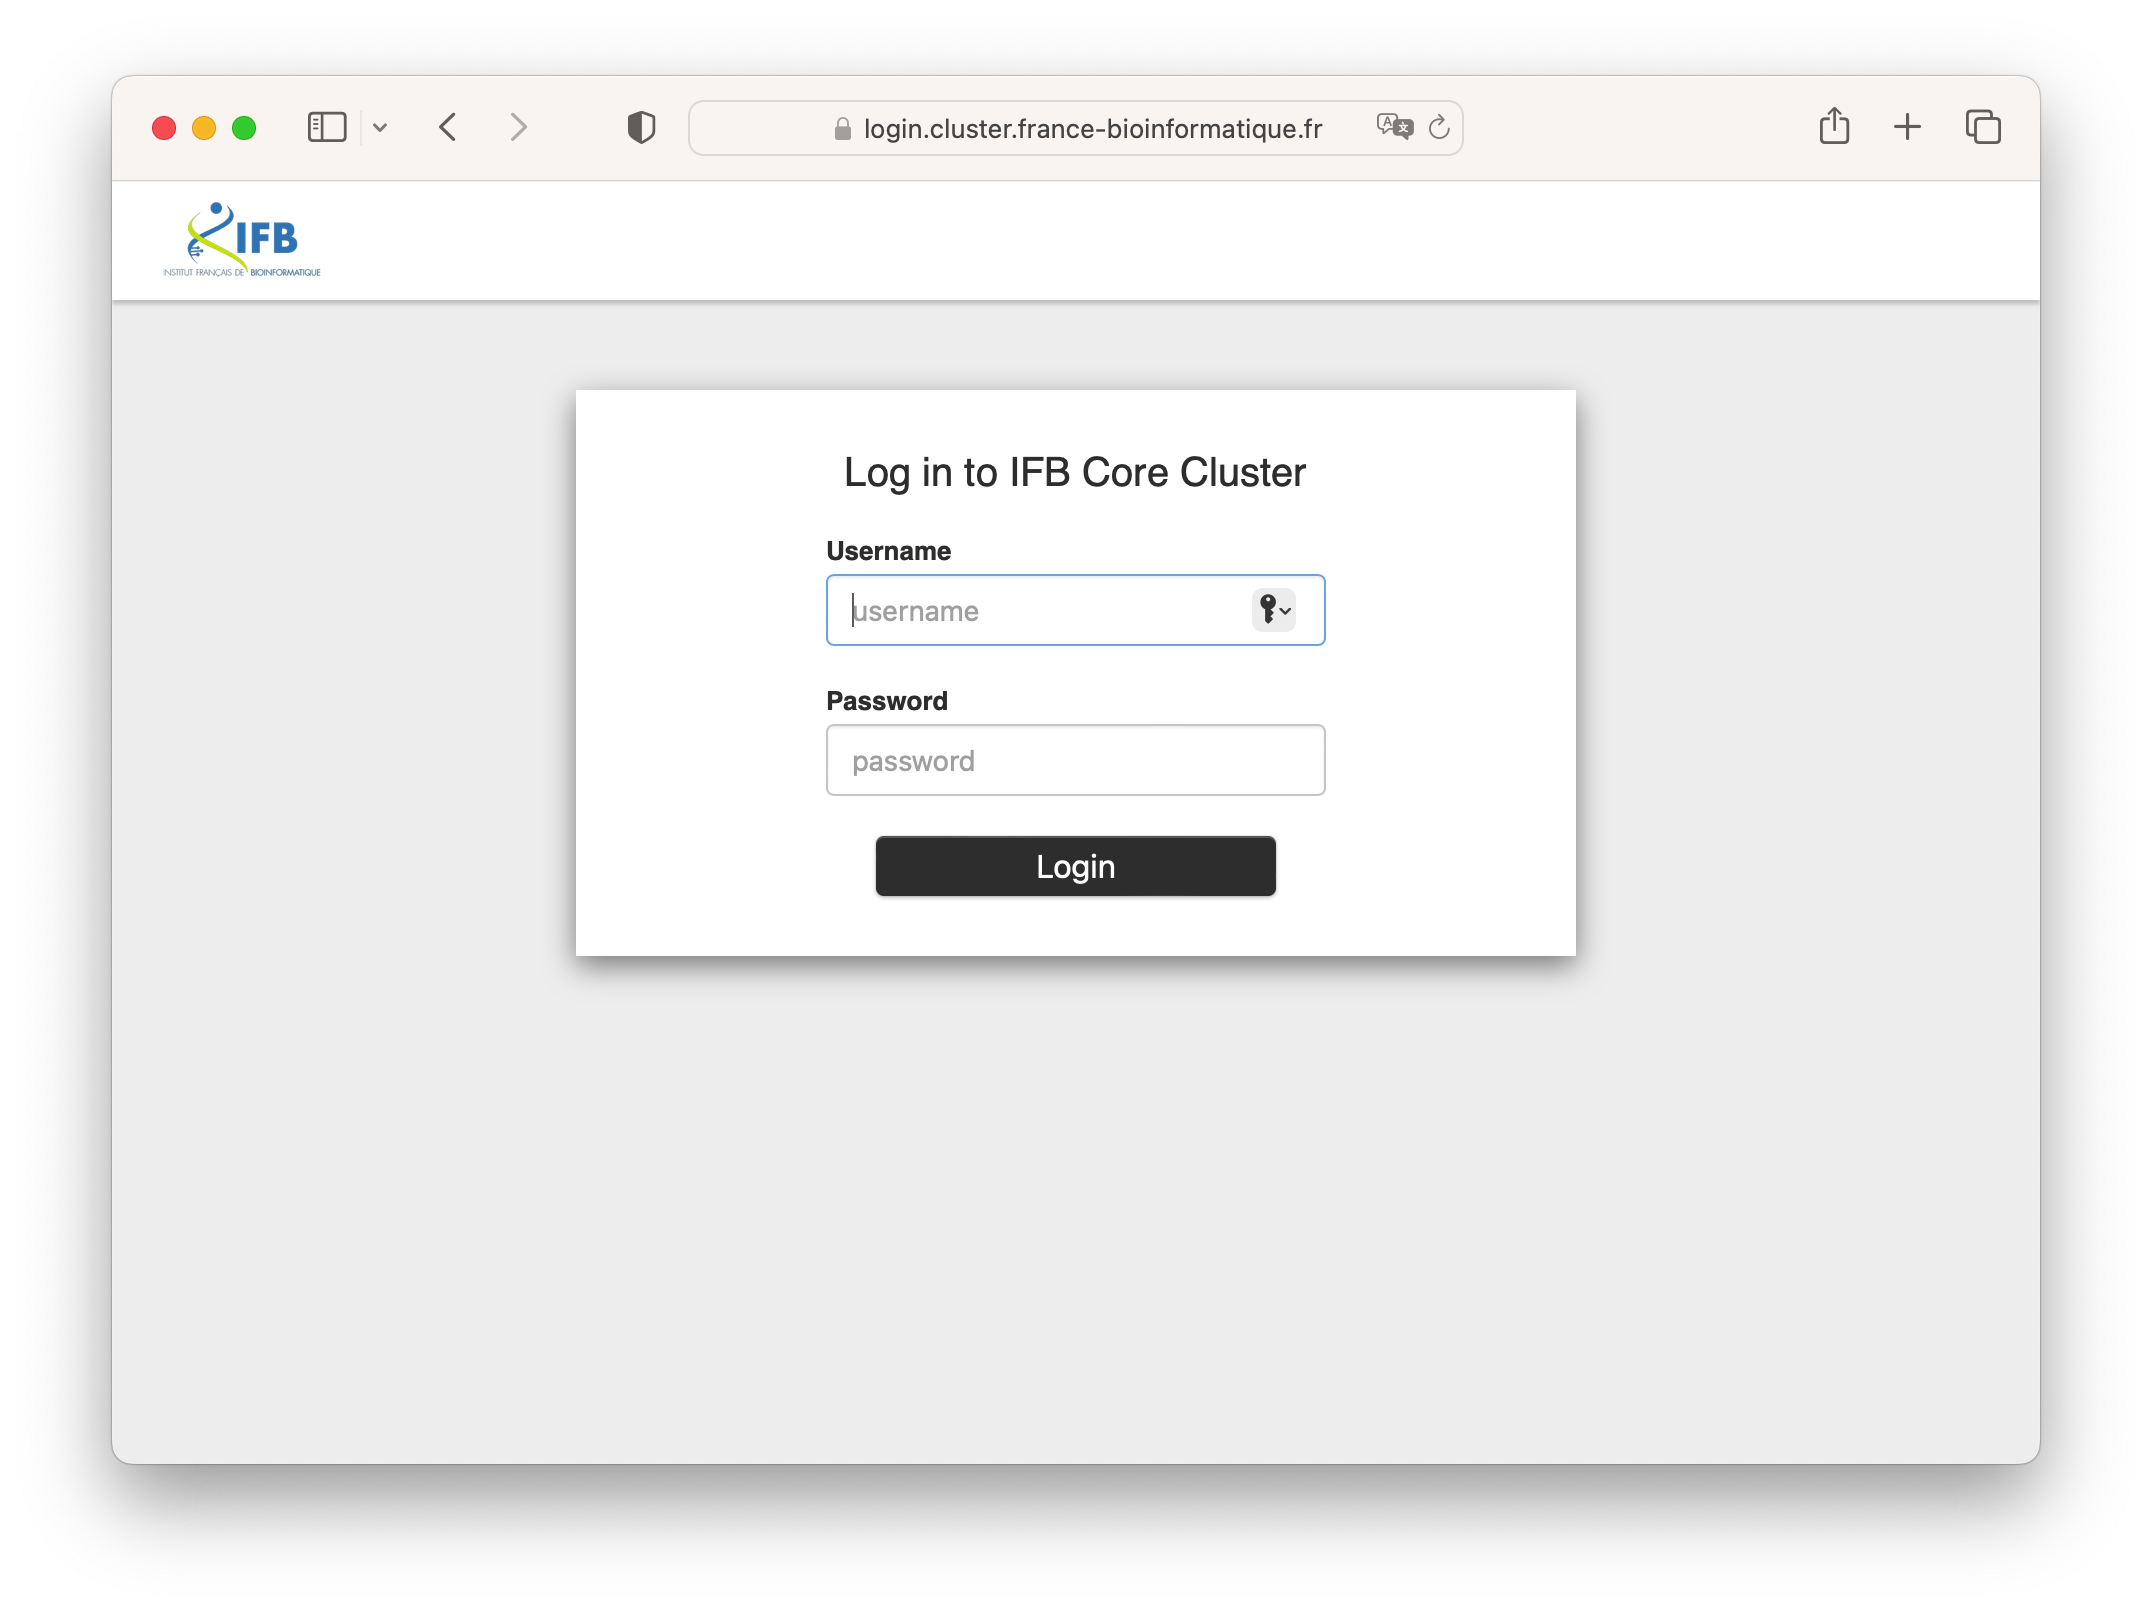 login.cluster.france-bioinformatique.fr
IFB
INSTITUT FRANÇAIS DE BIOINFORMATIQUE
Log in to IFB Core Cluster
Username
username
Password
password
Login